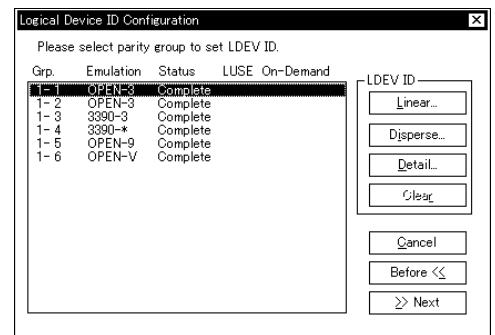 Logical Device ID Configuration
Please select parity group to set LDEV ID.
Grp. Emulation Status LUSE On-Demand
1- 1 OPEN-3 Complete
1- 2 OPEN-3 Complete
1- 3 3390-3 Complete
1- 4 3390-* Complete
1- 5 OPEN-9 Complete
1- 6 OPEN-V Complete
LDEV ID
Linear...
Disperse...
Detail...
Clear
Cancel
Before <<
>> Next